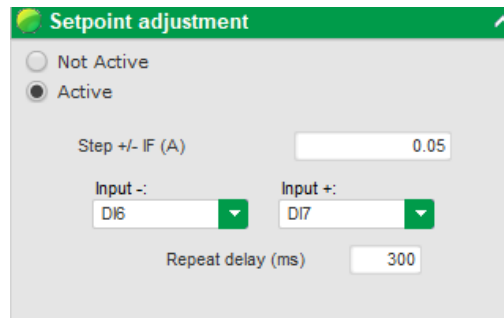 Setpoint adjustment
Not Active
Active
Step +/- IF (A) 0.05
Input -: Input +:
DI6 DI7
Repeat delay (ms) 300